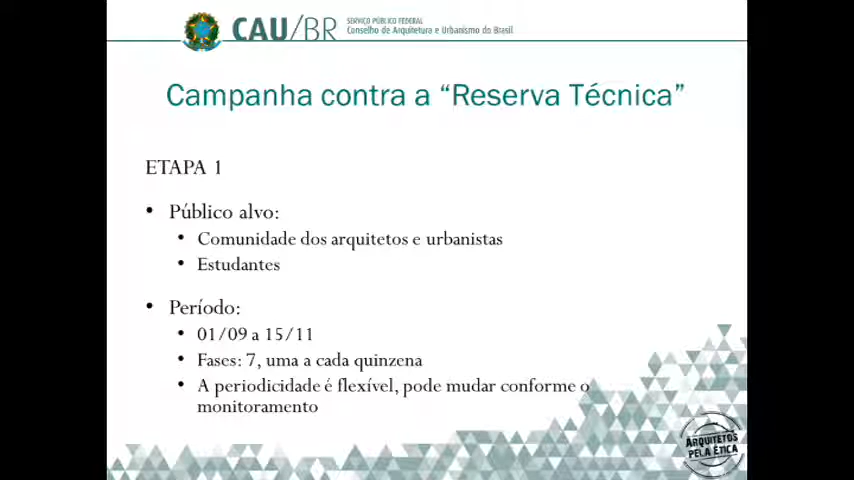 CAU/BR
SERVIÇO PÚBLICO FEDERAL
Conselho de Arquitetura e Urbanismo do Brasil
Campanha contra a “Reserva Técnica”
ETAPA 1
• Público alvo:
• Comunidade dos arquitetos e urbanistas
• Estudantes
• Período:
• 01/09 a 15/11
• Fases: 7, uma a cada quinzena
• A periodicidade é flexível, pode mudar conforme o
monitoramento
ARQUITETOS
PELA ÉTICA